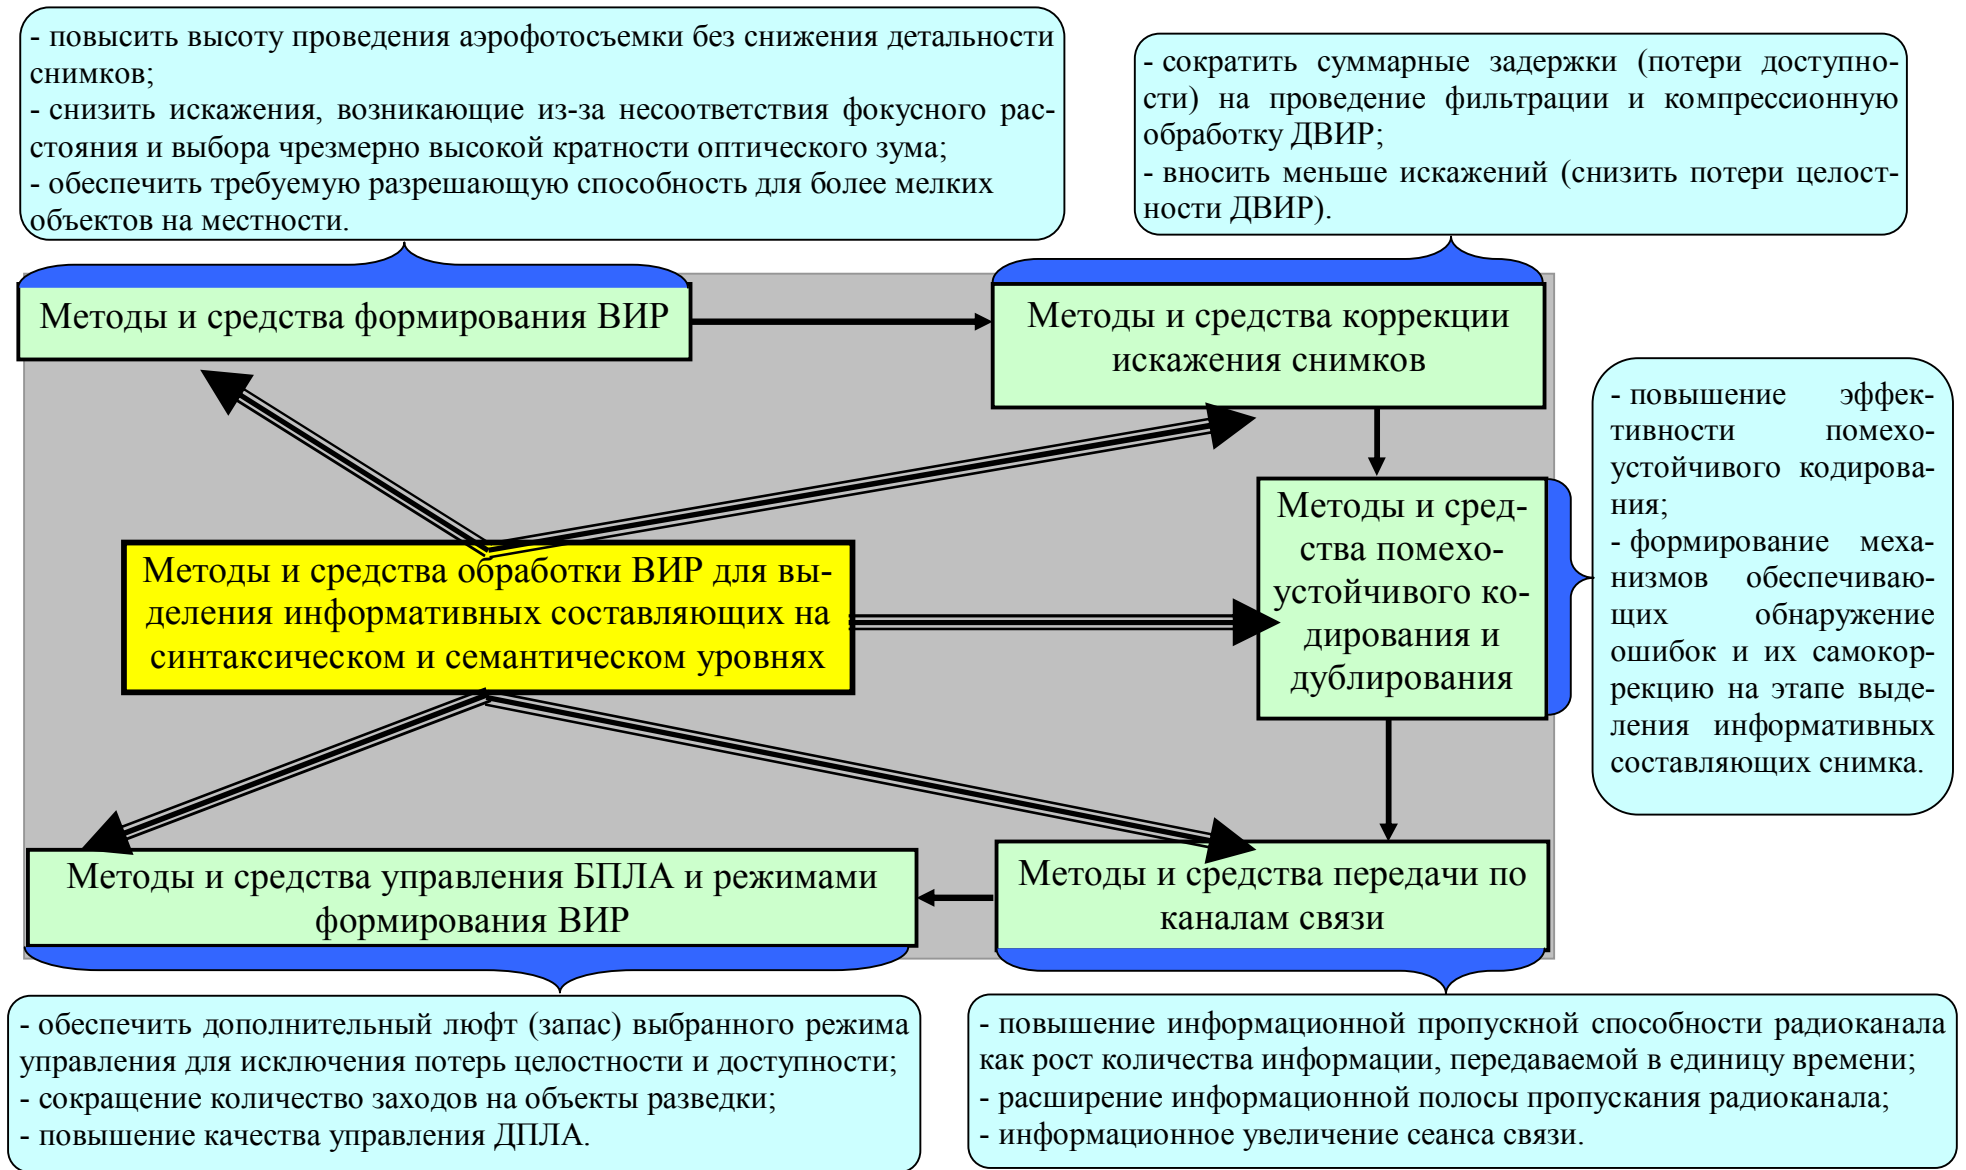 - повысить высоту проведения аэрофотосъемки без снижения детальности
снимков;
- снизить искажения, возникающие из-за несоответствия фокусного рас-
стояния и выбора чрезмерно высокой кратности оптического зума;
- обеспечить требуемую разрешающую способность для более мелких
объектов на местности.
- сократить суммарные задержки (потери доступно-
сти) на проведение фильтрации и компрессионную
обработку ДВИР;
- вносить меньше искажений (снизить потери целост-
ности ДВИР).
Методы и средства формирования ВИР
Методы и средства коррекции
искажения снимков
- повышение эффек-
тивности помехо-
устойчивого кодирова-
ния;
- формирование меха-
низмов обеспечиваю-
щих обнаружение
ошибок и их самокор-
рекцию на этапе выде-
ления информативных
составляющих снимка.
Методы и сред-
ства помехо-
устойчивого ко-
дирования и
дублирования
Методы и средства обработки ВИР для вы-
деления информативных составляющих на
синтаксическом и семантическом уровнях
Методы и средства управления БПЛА и режимами
формирования ВИР
Методы и средства передачи по
каналам связи
- обеспечить дополнительный люфт (запас) выбранного режима
управления для исключения потерь целостности и доступности;
- сокращение количество заходов на объекты разведки;
- повышение качества управления ДПЛА.
- повышение информационной пропускной способности радиоканала
как рост количества информации, передаваемой в единицу времени;
- расширение информационной полосы пропускания радиоканала;
- информационное увеличение сеанса связи.